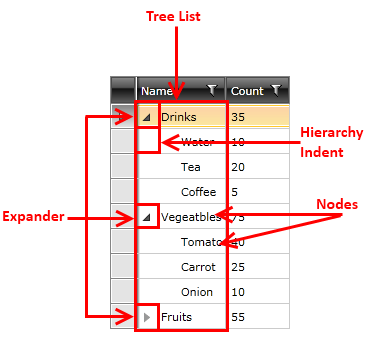 Tree List
Name Count
Drinks 35
Water 10
Hierarchy
Indent
Tea 20
Coffee 5
Nodes
Expander
Vegeatbles 75
Tomato 40
Carrot 25
Onion 10
Fruits 55